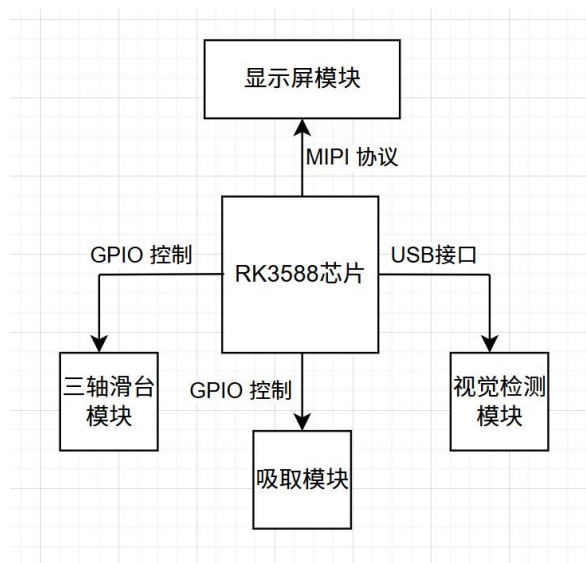 显示屏模块
MIPI 协议
GPIO 控制
RK3588芯片
USB接口
三轴滑台
模块
GPIO 控制
视觉检测
模块
吸取模块